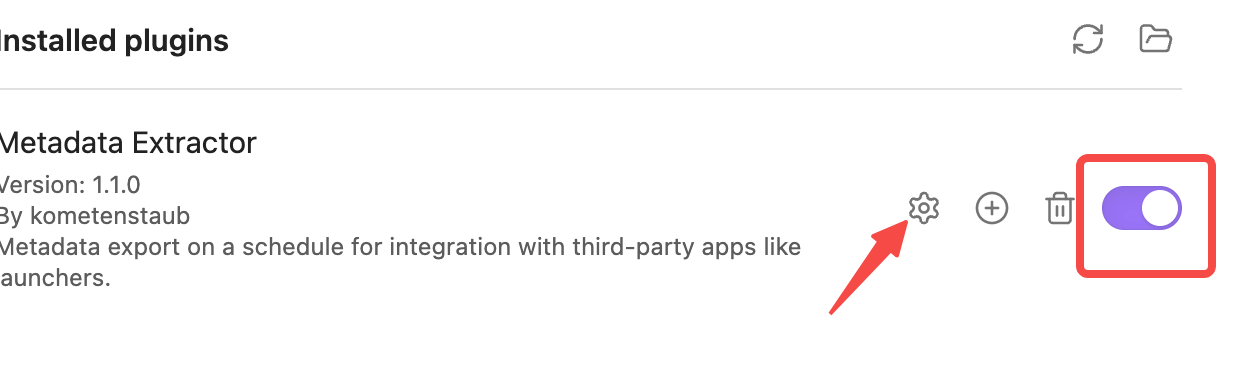 Installed plugins
Metadata Extractor
Version: 1.1.0
By kometenstaub
Metadata export on a schedule for integration with third-party apps like
launchers.